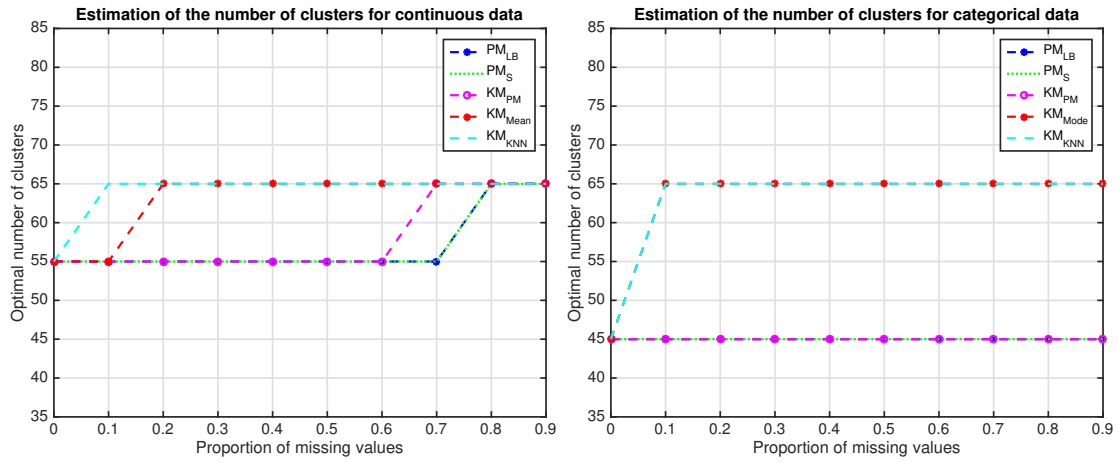 Estimation of the number of clusters for continuous data
85
80
75
70
65
60
55
50
45
40
35
Optimal number of clusters
0 0.1 0.2 0.3 0.4 0.5 0.6 0.7 0.8 0.9
Proportion of missing values
PM_LB
PM_S
KM_PM
KM_Mean
KM_KNN
Estimation of the number of clusters for categorical data
85
80
75
70
65
60
55
50
45
40
35
Optimal number of clusters
0 0.1 0.2 0.3 0.4 0.5 0.6 0.7 0.8 0.9
Proportion of missing values
PM_LB
PM_S
KM_PM
KM_Mode
KM_KNN